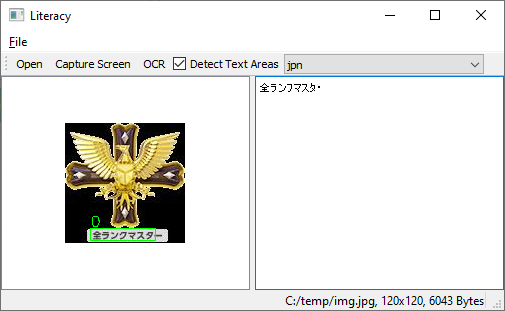 Literacy
File
Open Capture Screen OCR Detect Text Areas jpn
全ランフマスタ･
0
全ランクマスター
C:/temp/img.jpg, 120x120, 6043 Bytes